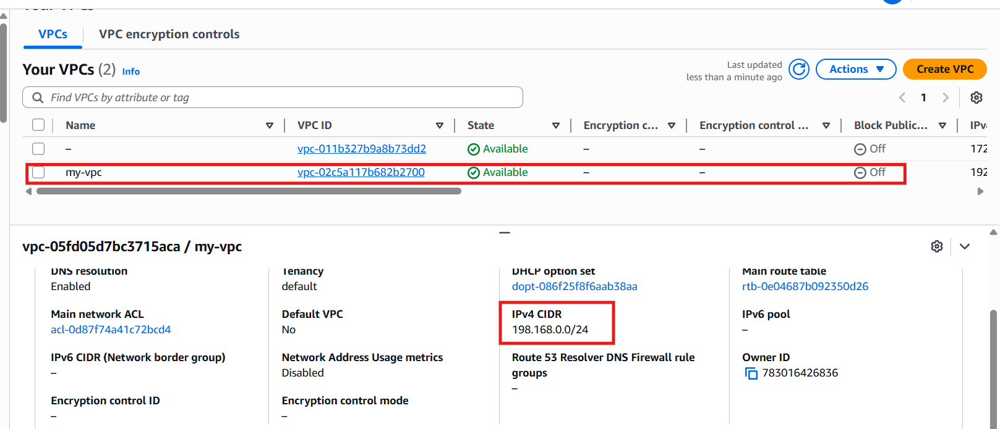 Your VPCs
VPCs
VPC encryption controls
Your VPCs (2) Info
Last updated
less than a minute ago
Actions
Create VPC
Find VPCs by attribute or tag
1
Name VPC ID State Encryption c... Encryption control ... Block Public... IPv
– vpc-011b327b9a8b73dd2 Available – – Off 172
my-vpc vpc-02c5a117b682b2700 Available – – Off 192
vpc-05fd05d7bc3715aca / my-vpc
DNS resolution
Enabled
Tenancy
default
DHCP option set
dopt-086f25f8f6aab38aa
Main route table
rtb-0e04687b092350d26
Main network ACL
acl-0d87f74a41c72bcd4
Default VPC
No
IPv4 CIDR
198.168.0.0/24
IPv6 pool
–
IPv6 CIDR (Network border group)
–
Network Address Usage metrics
Disabled
Route 53 Resolver DNS Firewall rule
groups
–
Owner ID
783016426836
Encryption control ID
–
Encryption control mode
–